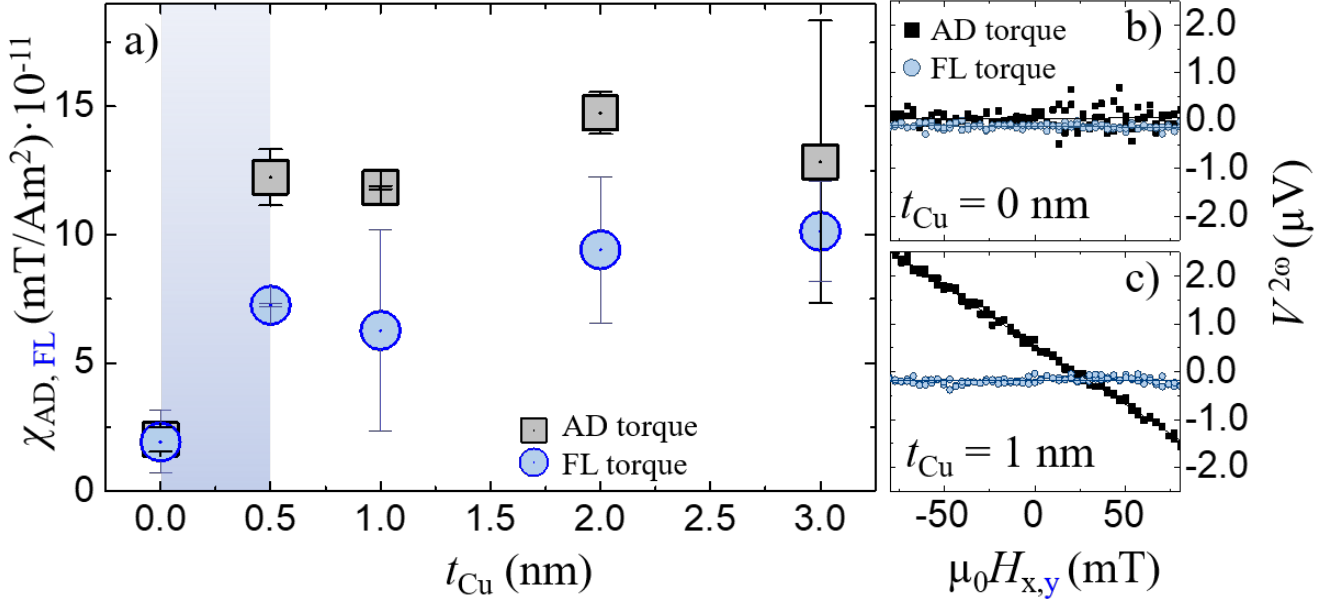 a)
χAD, FL (mT/Am²)·10⁻¹¹
15
10
5
0
0.0 0.5 1.0 1.5 2.0 2.5 3.0
tCu (nm)
AD torque
FL torque
b)
AD torque
FL torque
tCu = 0 nm
2.0
1.0
0.0
-1.0
-2.0
c)
tCu = 1 nm
2.0
1.0
0.0
-1.0
-2.0
V²ω (μV)
-50 0 50
μ₀Hx,y (mT)